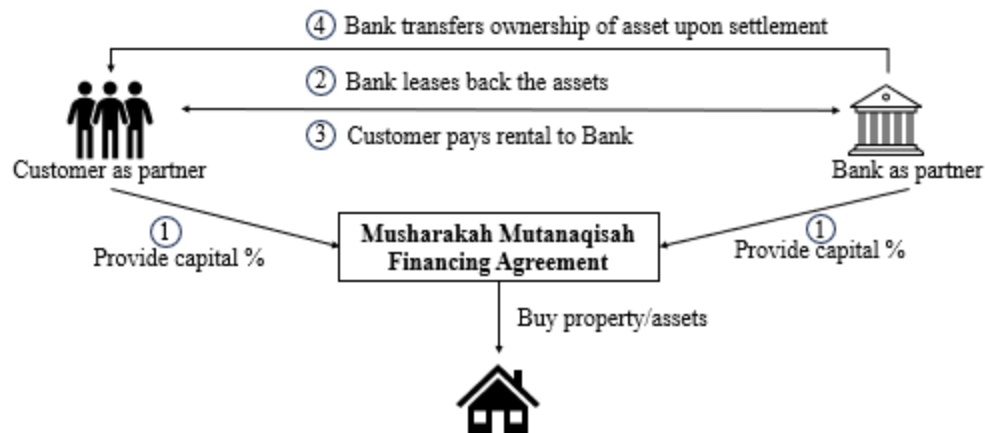 4 Bank transfers ownership of asset upon settlement
2 Bank leases back the assets
3 Customer pays rental to Bank
Customer as partner
Bank as partner
1
Provide capital %
Musharakah Mutanaqisah
Financing Agreement
1
Provide capital %
Buy property/assets